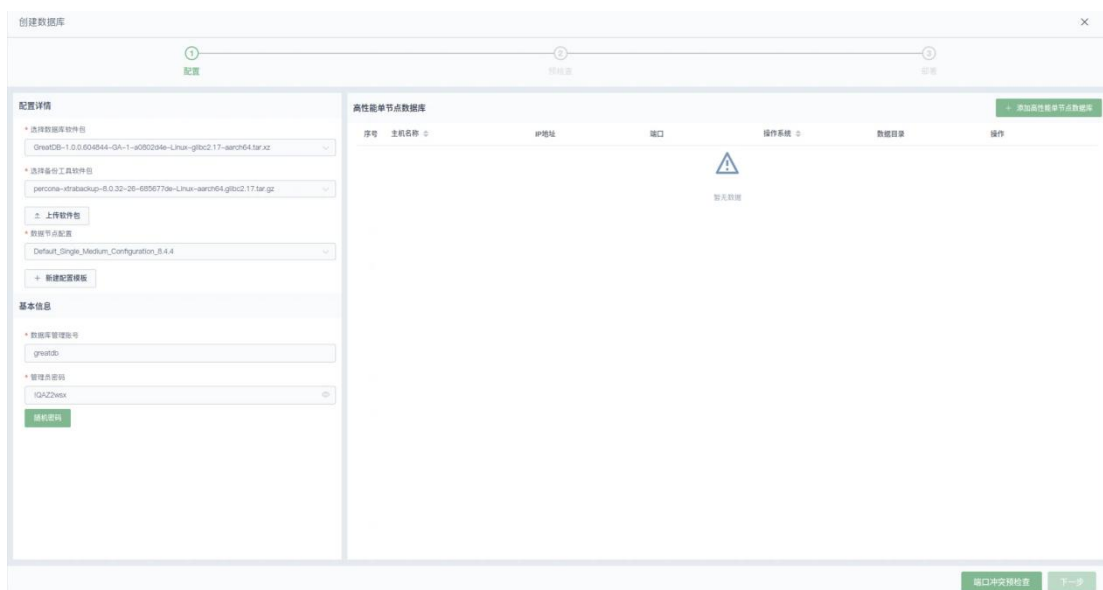 创建数据库
1
2
3
配置
预检查
部署
配置详情
* 选择数据库软件包
GreatDB-1.0.0.604844-GA-1-a0802d4e-Linux-glibc2.17-aarch64.tar.xz
* 选择备份工具软件包
percona-xtrabackup-8.0.32-26-685677de-Linux-aarch64.glibc2.17.tar.gz
上传软件包
* 数据节点配置
Default_Single_Medium_Configuration_8.4.4
+ 新建配置模板
基本信息
* 数据库管理账号
greatdb
* 管理员密码
!QAZ2wsx
随机密码
高性能单节点数据库
+ 添加高性能单节点数据库
序号 主机名称 IP地址 端口 操作系统 数据目录 操作
暂无数据
端口冲突预检查
下一步